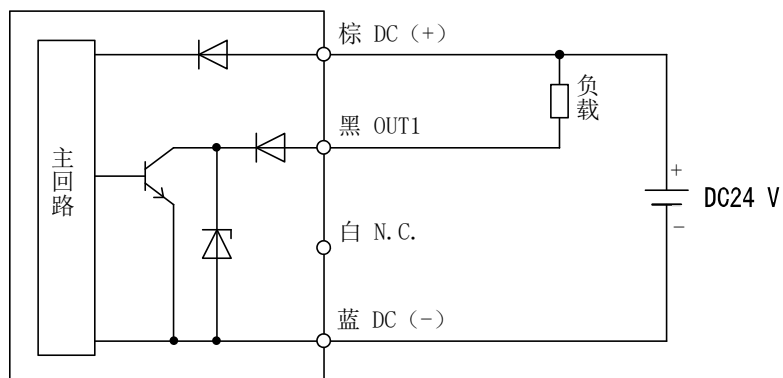 棕 DC (+)
负载
黑 OUT1
主回路
+
DC24 V
-
白 N.C.
蓝 DC (-)